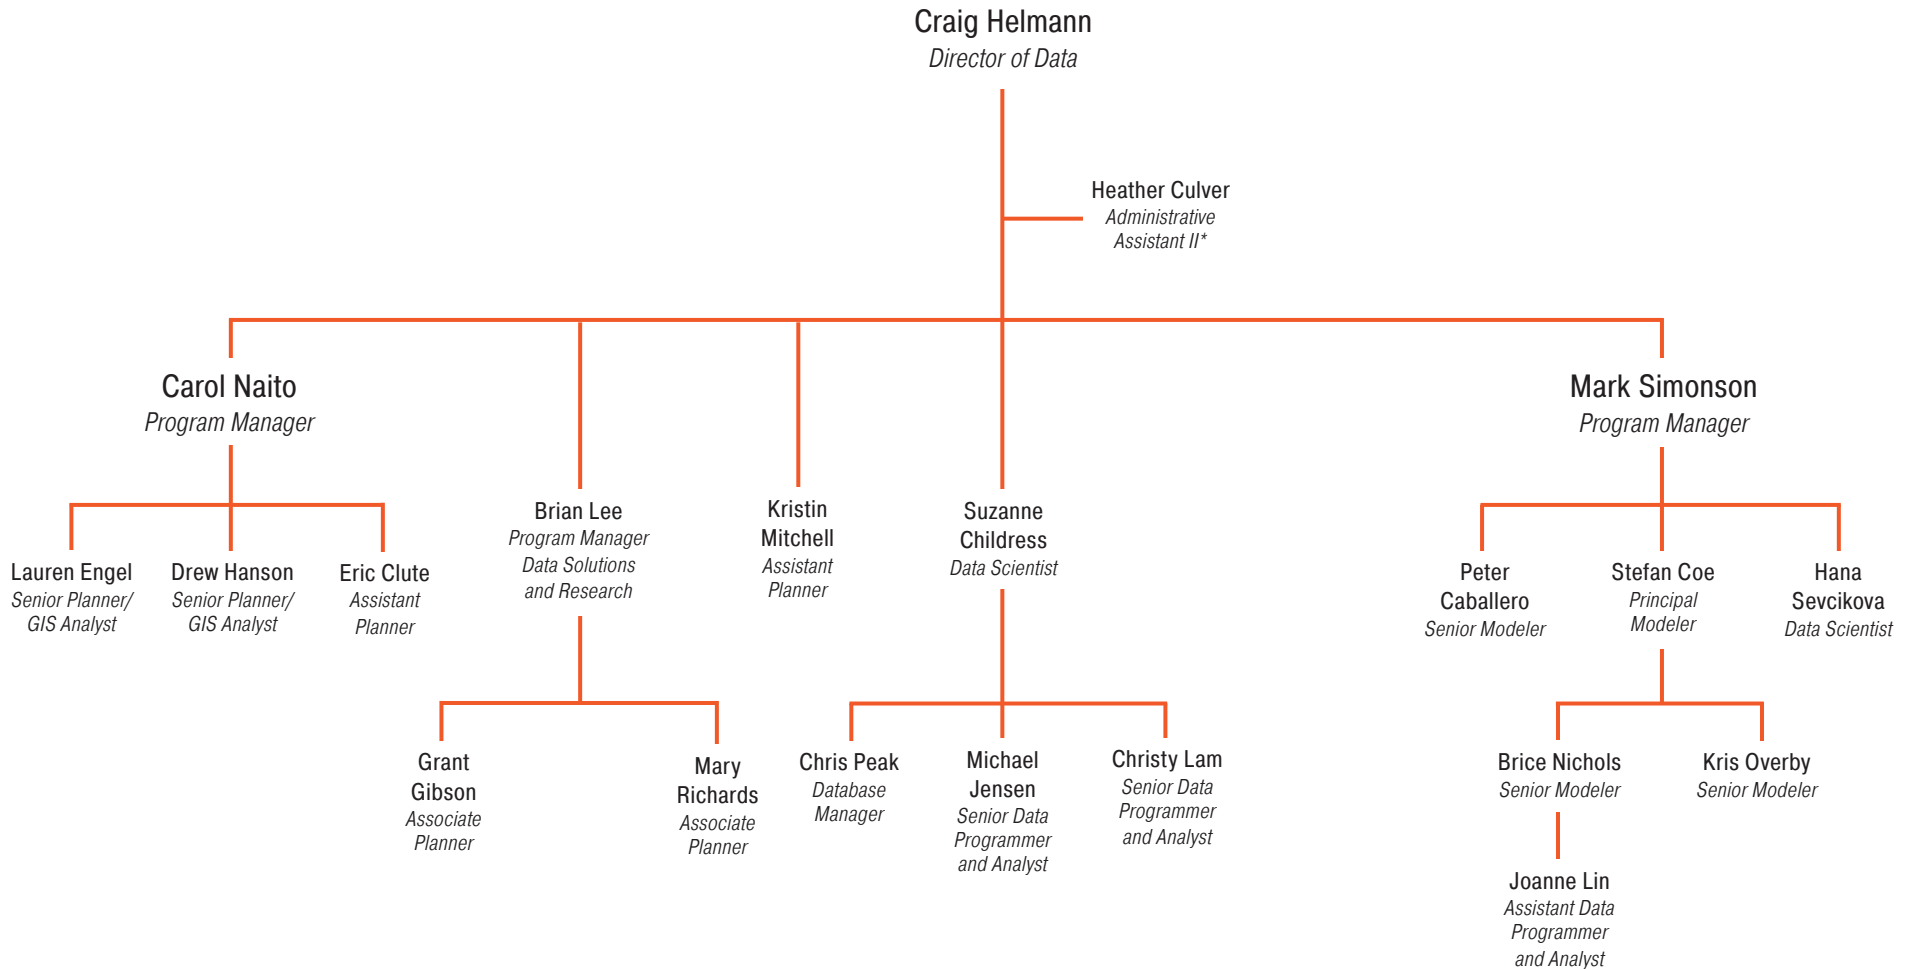 Craig Helmann
Director of Data
Heather Culver
Administrative
Assistant II*
Carol Naito
Program Manager
Mark Simonson
Program Manager
Lauren Engel
Senior Planner/
GIS Analyst
Drew Hanson
Senior Planner/
GIS Analyst
Eric Clute
Assistant
Planner
Brian Lee
Program Manager
Data Solutions
and Research
Kristin
Mitchell
Assistant
Planner
Suzanne
Childress
Data Scientist
Peter
Caballero
Senior Modeler
Stefan Coe
Principal
Modeler
Hana
Sevcikova
Data Scientist
Grant
Gibson
Associate
Planner
Mary
Richards
Associate
Planner
Chris Peak
Database
Manager
Michael
Jensen
Senior Data
Programmer
and Analyst
Christy Lam
Senior Data
Programmer
and Analyst
Brice Nichols
Senior Modeler
Kris Overby
Senior Modeler
Joanne Lin
Assistant Data
Programmer
and Analyst